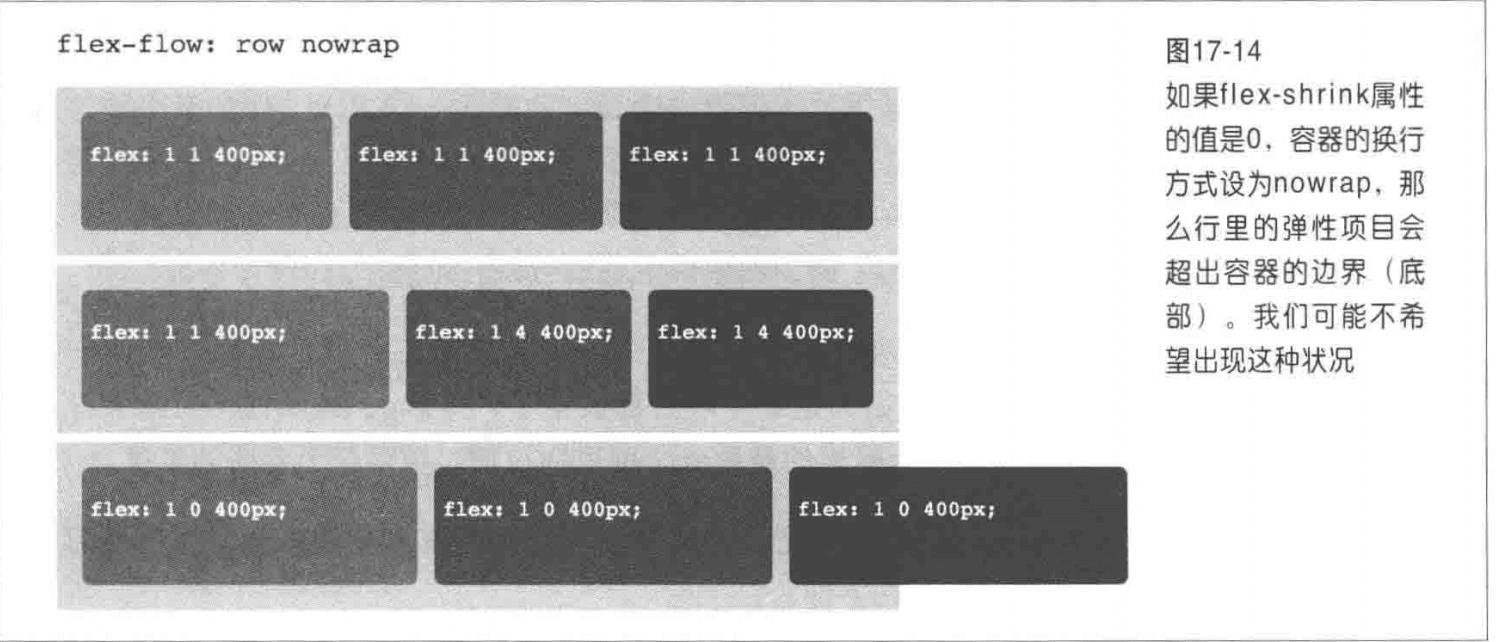 flex-flow: row nowrap
flex: 1 1 400px;
flex: 1 1 400px;
flex: 1 1 400px;
flex: 1 1 400px;
flex: 1 4 400px;
flex: 1 4 400px;
flex: 1 0 400px;
flex: 1 0 400px;
flex: 1 0 400px;
图17-14
如果flex-shrink属性
的值是0，容器的换行
方式设为nowrap，那
么行里的弹性项目会
超出容器的边界（底
部）。我们可能不希
望出现这种状况